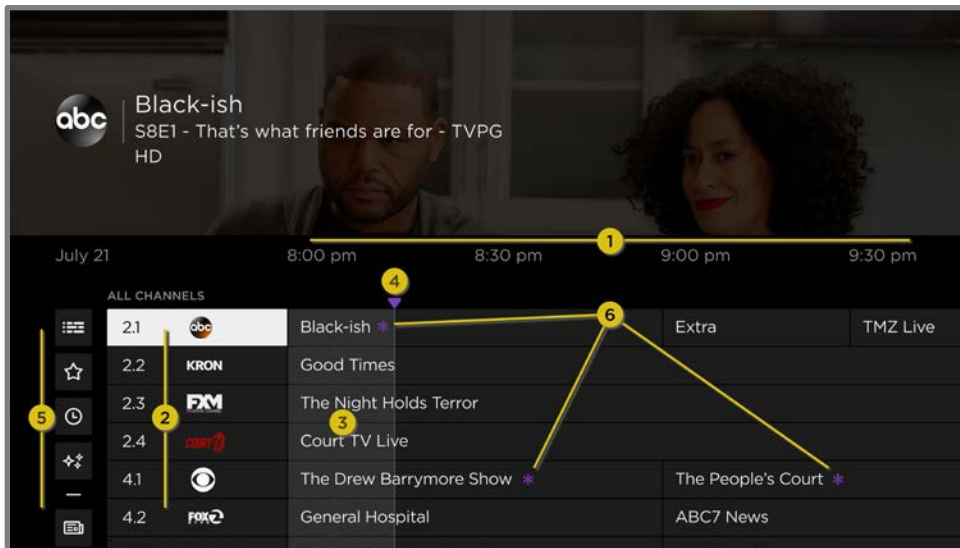 abc
Black-ish
S8E1 - That's what friends are for - TVPG
HD
1
July 21 8:00 pm 8:30 pm 9:00 pm 9:30 pm
4
ALL CHANNELS
2.1 abc Black-ish * 6 Extra TMZ Live
2.2 KRON Good Times
2.3 FXM The Night Holds Terror
5 2 3
2.4 COURT TV Court TV Live
4.1 The Drew Barrymore Show * The People's Court *
4.2 FOX 2 General Hospital ABC7 News